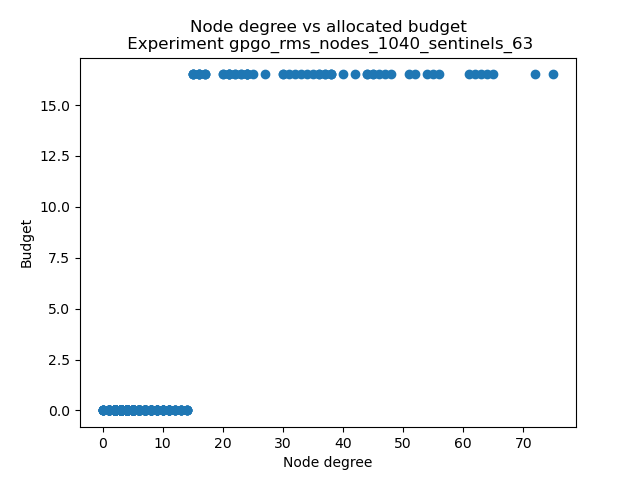 Node degree vs allocated budget
Experiment gpgo_rms_nodes_1040_sentinels_63
15.0
12.5
10.0
7.5
5.0
2.5
0.0
Budget
0 10 20 30 40 50 60 70
Node degree